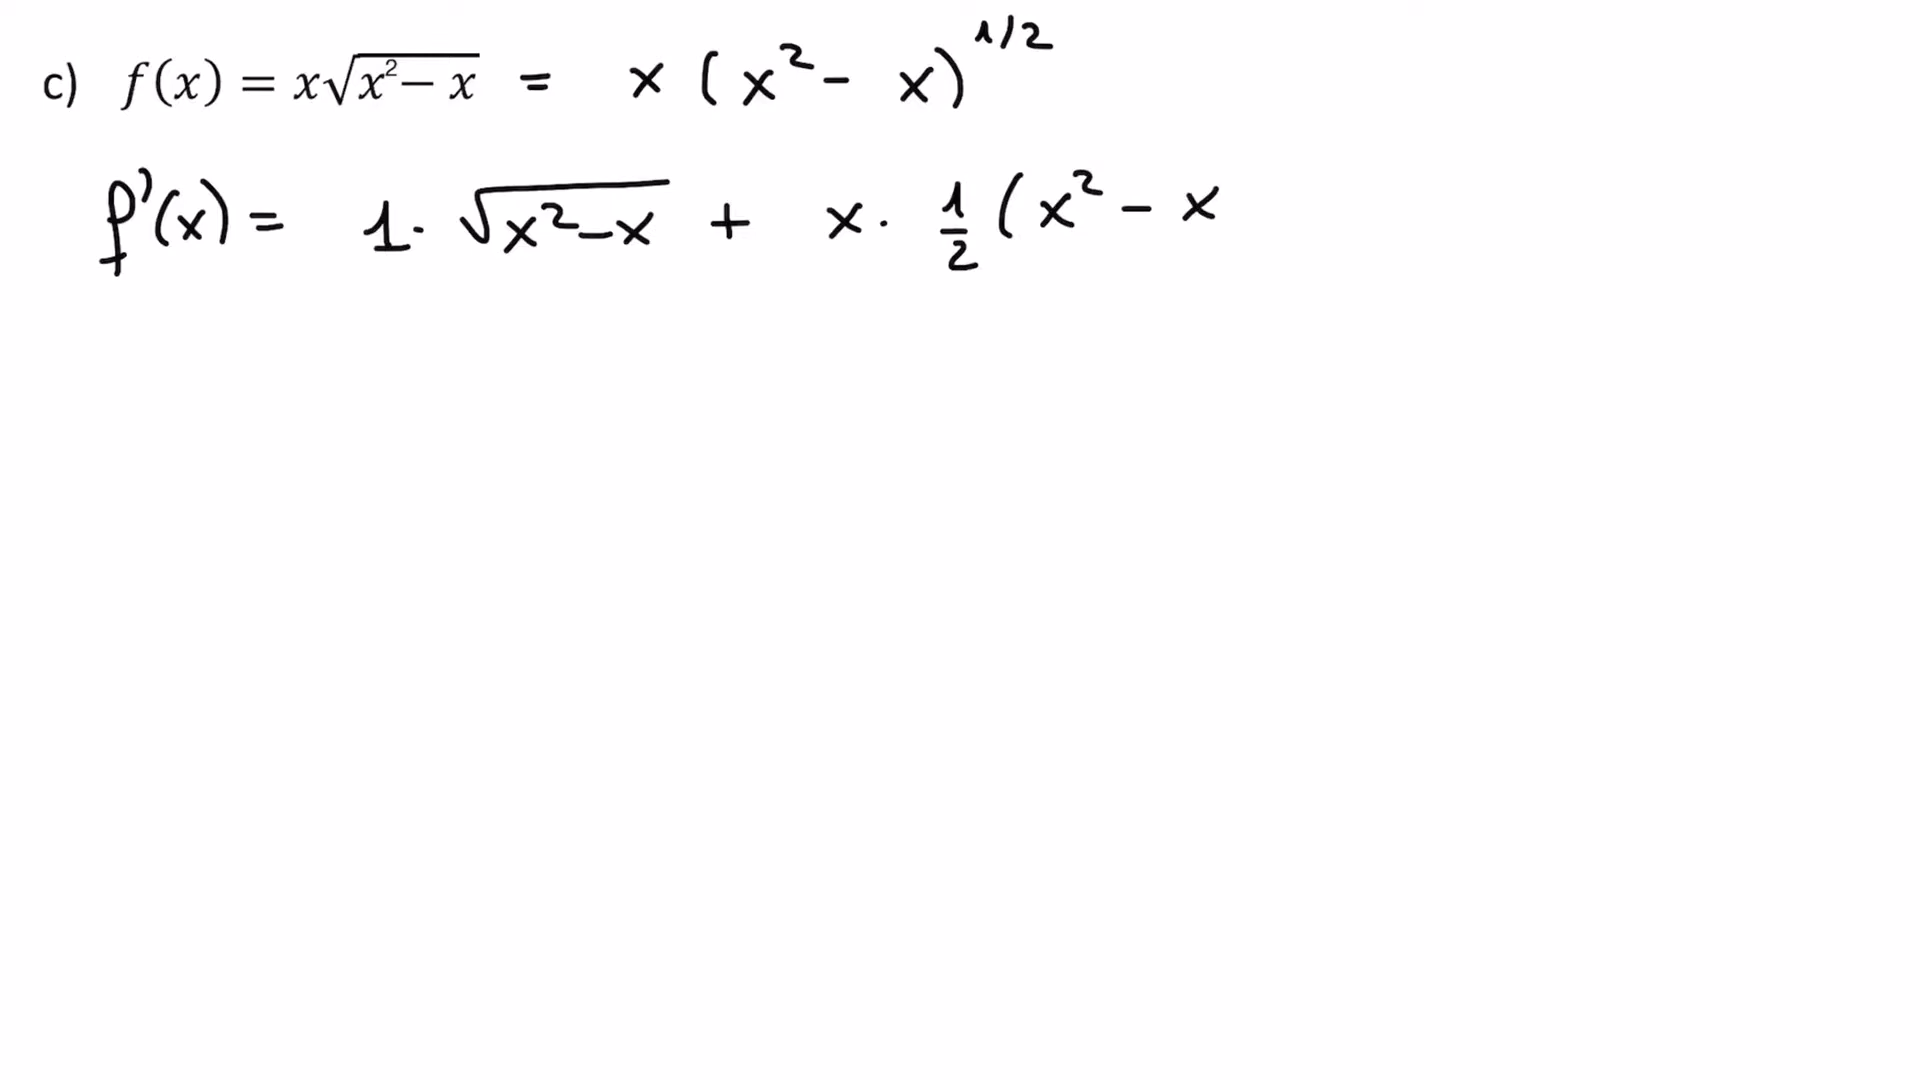 c) f(x) = x√(x² − x) = x (x² − x)^1/2
f'(x) = 1 · √(x² − x) + x · 1/2 (x² − x